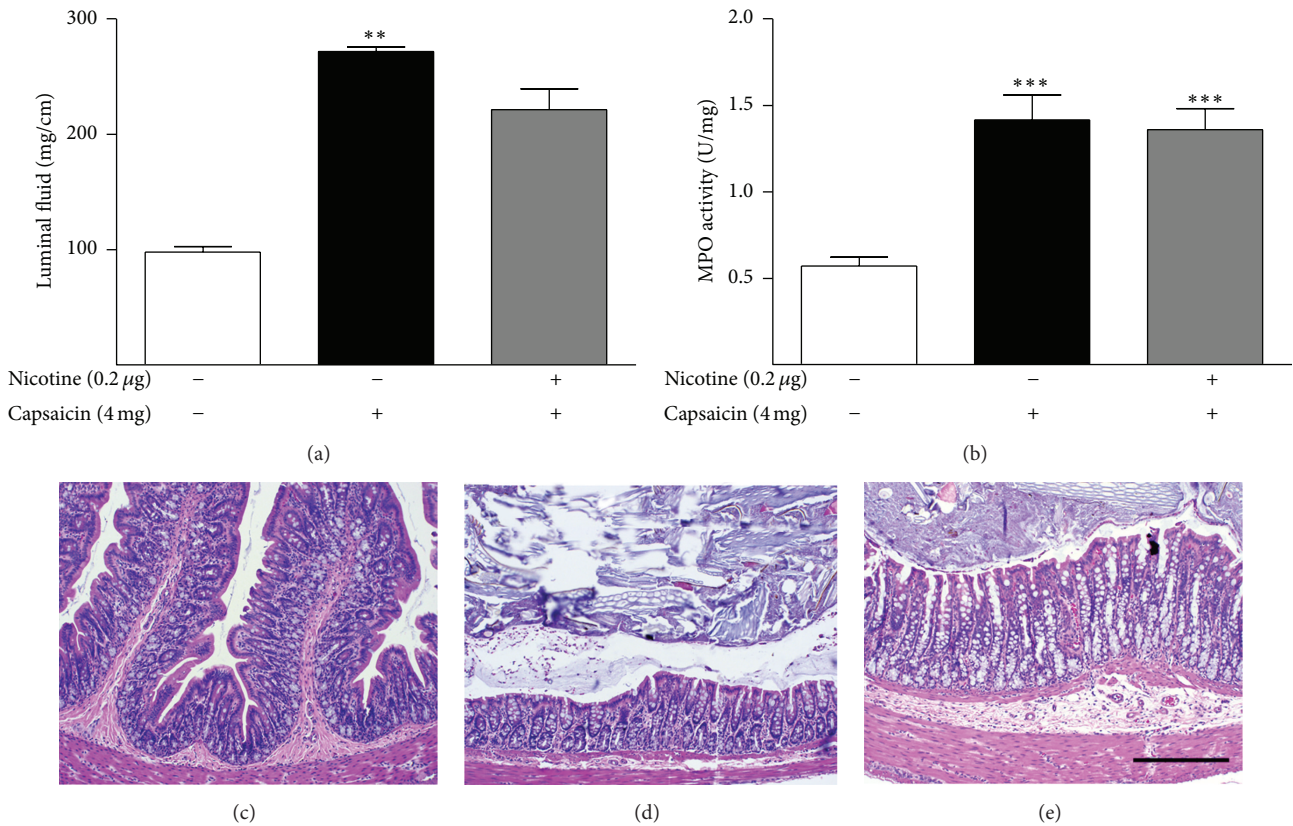 300
200
100
Luminal fluid (mg/cm)
**
Nicotine (0.2 μg) − − +
Capsaicin (4 mg) − + +
(a)
2.0
1.5
1.0
0.5
MPO activity (U/mg)
***
***
Nicotine (0.2 μg) − − +
Capsaicin (4 mg) − + +
(b)
(c)
(d)
(e)